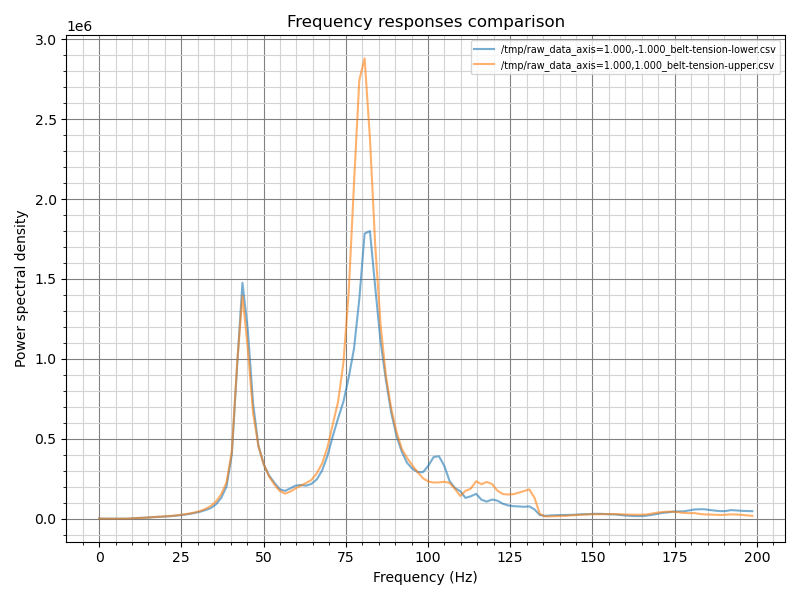 Frequency responses comparison
1e6
/tmp/raw_data_axis=1.000,-1.000_belt-tension-lower.csv
/tmp/raw_data_axis=1.000,1.000_belt-tension-upper.csv
3.0
2.5
2.0
1.5
1.0
0.5
0.0
Power spectral density
0 25 50 75 100 125 150 175 200
Frequency (Hz)